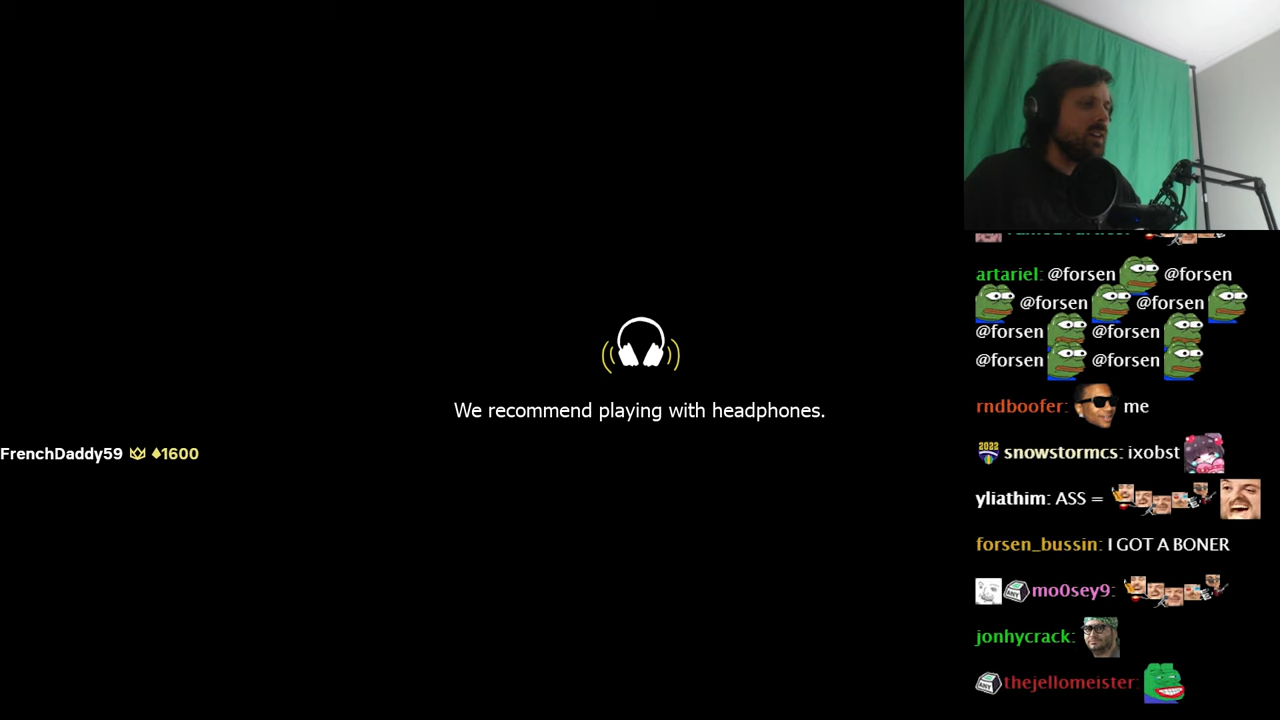 artariel: @forsen @forsen
@forsen @forsen
@forsen @forsen
@forsen @forsen
rndboofer: me
2022 snowstormcs: ixobst
yliathim: ASS =
forsen_bussin: I GOT A BONER
mo0sey9:
jonhycrack:
thejellomeister:
We recommend playing with headphones.
FrenchDaddy59 1600